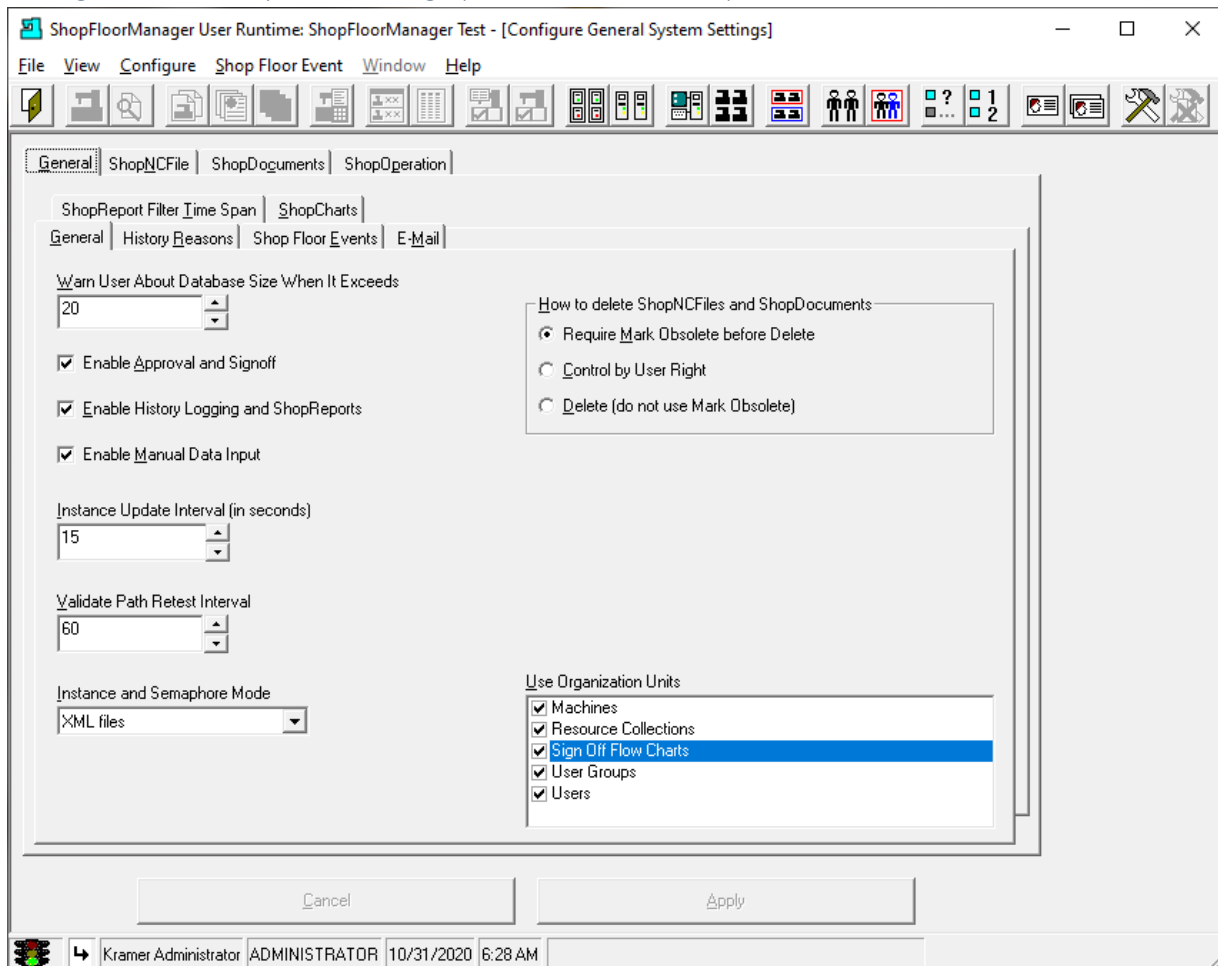 ShopFloorManager User Runtime: ShopFloorManager Test - [Configure General System Settings]
File View Configure Shop Floor Event Window Help
General ShopNCFile ShopDocuments ShopOperation
ShopReport Filter Time Span ShopCharts
General History Reasons Shop Floor Events E-Mail
Warn User About Database Size When It Exceeds
20
Enable Approval and Signoff
Enable History Logging and ShopReports
Enable Manual Data Input
Instance Update Interval (in seconds)
15
Validate Path Retest Interval
60
Instance and Semaphore Mode
XML files
How to delete ShopNCFiles and ShopDocuments
Require Mark Obsolete before Delete
Control by User Right
Delete (do not use Mark Obsolete)
Use Organization Units
Machines
Resource Collections
Sign Off Flow Charts
User Groups
Users
Cancel Apply
Kramer Administrator ADMINISTRATOR 10/31/2020 6:28 AM